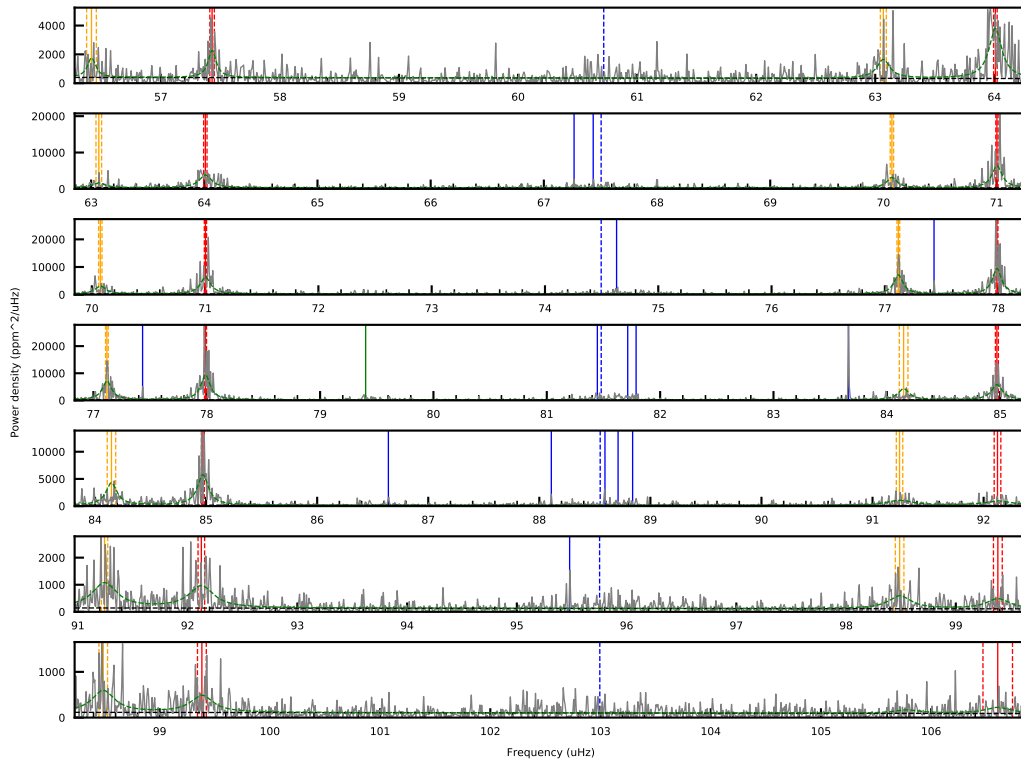 4000
2000
0
57 58 59 60 61 62 63 64
20000
10000
0
63 64 65 66 67 68 69 70 71
20000
10000
0
70 71 72 73 74 75 76 77 78
Power density (ppm^2/uHz)
20000
10000
0
77 78 79 80 81 82 83 84 85
10000
5000
0
84 85 86 87 88 89 90 91 92
2000
1000
0
91 92 93 94 95 96 97 98 99
1000
0
99 100 101 102 103 104 105 106
Frequency (uHz)